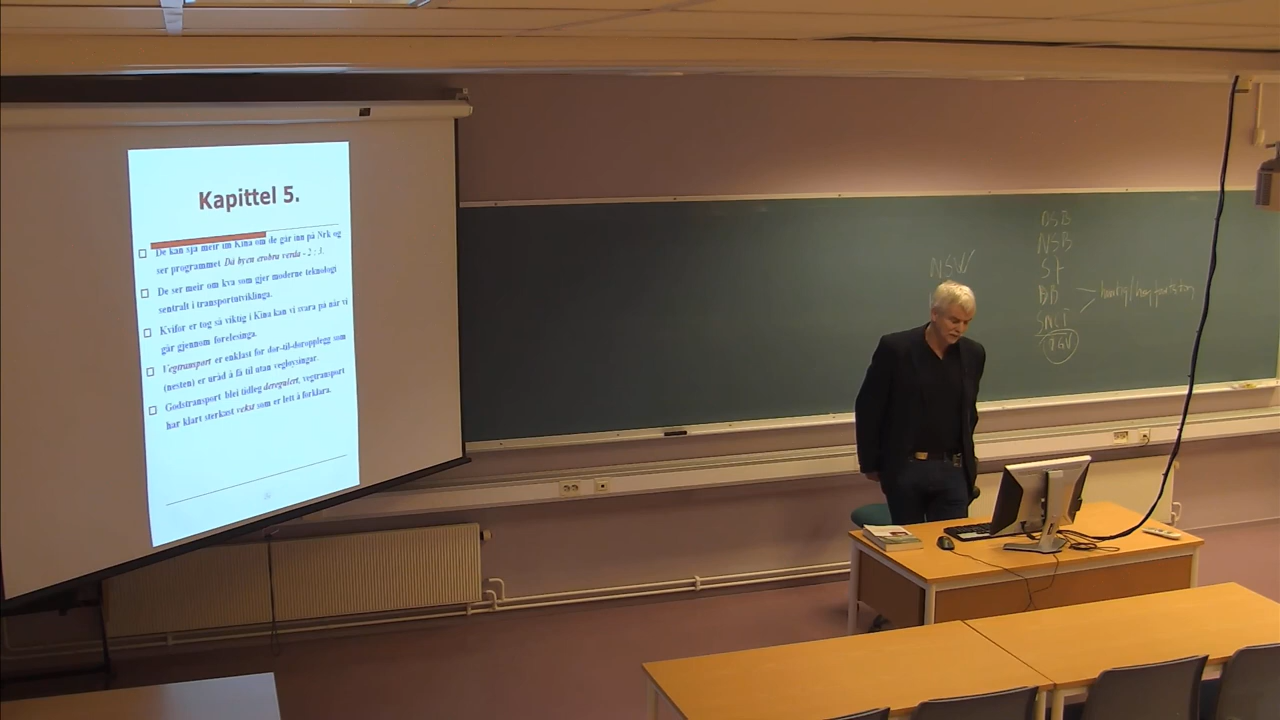 Kapittel 5.
De kan sjå meir um Kina om de går inn på Nrk og
ser programmet Då byen erobra verda - 2 : 3.
De ser meir om kva som gjer moderne teknologi
sentralt i transportutviklinga.
Kvifor er tog så viktig i Kina kan vi svara på når vi
går gjennom forelesinga.
Vegtransport er enklast for dør-til-døropplegg som
(nesten) er uråd å få til utan vegløysingar.
Godstransport blei tidleg deregulert, vegtransport
har klart sterkast vekst som er lett å forklara.
NSW
DSB
NSB
SJ
BB
SNCF
TGV